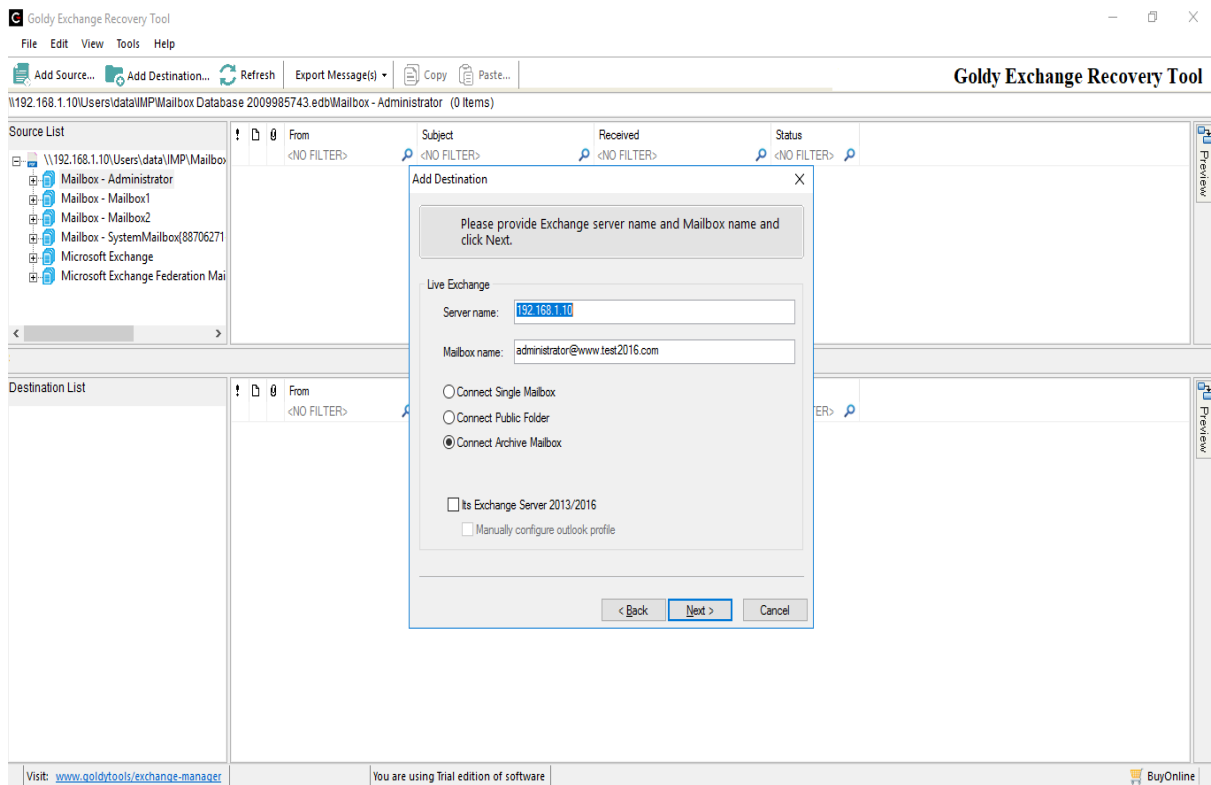 Goldy Exchange Recovery Tool
File Edit View Tools Help
Add Source... Add Destination... Refresh Export Message(s) Copy Paste... Goldy Exchange Recovery Tool
\\192.168.1.10\Users\data\IMP\Mailbox Database 2009985743.edb\Mailbox - Administrator (0 Items)
Source List
\\192.168.1.10\Users\data\IMP\Mailbox
Mailbox - Administrator
Mailbox - Mailbox1
Mailbox - Mailbox2
Mailbox - SystemMailbox{88706271
Microsoft Exchange
Microsoft Exchange Federation Mai
From Subject Received Status
<NO FILTER> <NO FILTER> <NO FILTER> <NO FILTER>
Preview
Add Destination
Please provide Exchange server name and Mailbox name and
click Next.
Live Exchange
Server name: 192.168.1.10
Mailbox name: administrator@www.test2016.com
Connect Single Mailbox
Connect Public Folder
Connect Archive Mailbox
Its Exchange Server 2013/2016
Manually configure outlook profile
< Back Next > Cancel
Destination List
From
<NO FILTER> ER>
Preview
Visit: www.goldytools/exchange-manager You are using Trial edition of software BuyOnline